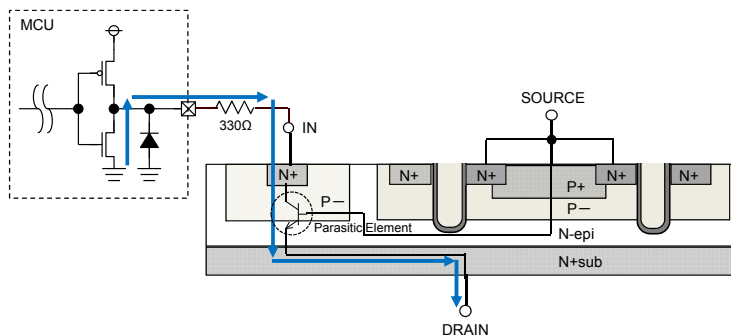 MCU
330Ω
IN
SOURCE
N+
N+
N+
P+
N+
N+
P−
P−
Parasitic Element
N-epi
N+sub
DRAIN